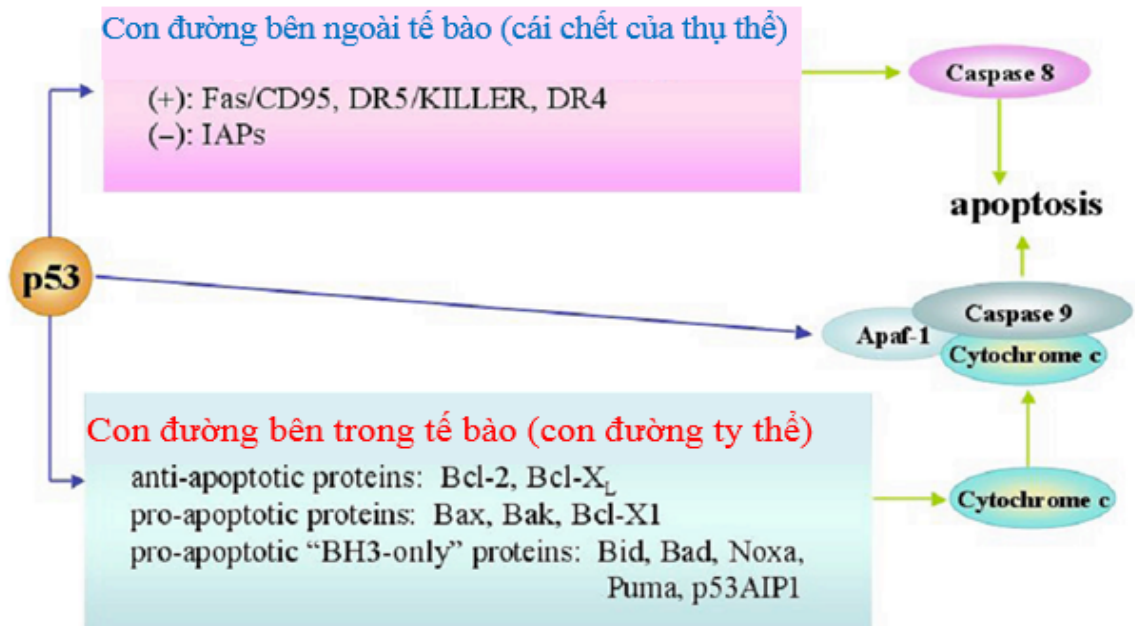 Con đường bên ngoài tế bào (cái chết của thụ thể)
(+): Fas/CD95, DR5/KILLER, DR4
(–): IAPs
Caspase 8
apoptosis
p53
Caspase 9
Apaf-1
Cytochrome c
Con đường bên trong tế bào (con đường ty thể)
anti-apoptotic proteins: Bcl-2, Bcl-XL
pro-apoptotic proteins: Bax, Bak, Bcl-X1
pro-apoptotic “BH3-only” proteins: Bid, Bad, Noxa,
Puma, p53AIP1
Cytochrome c